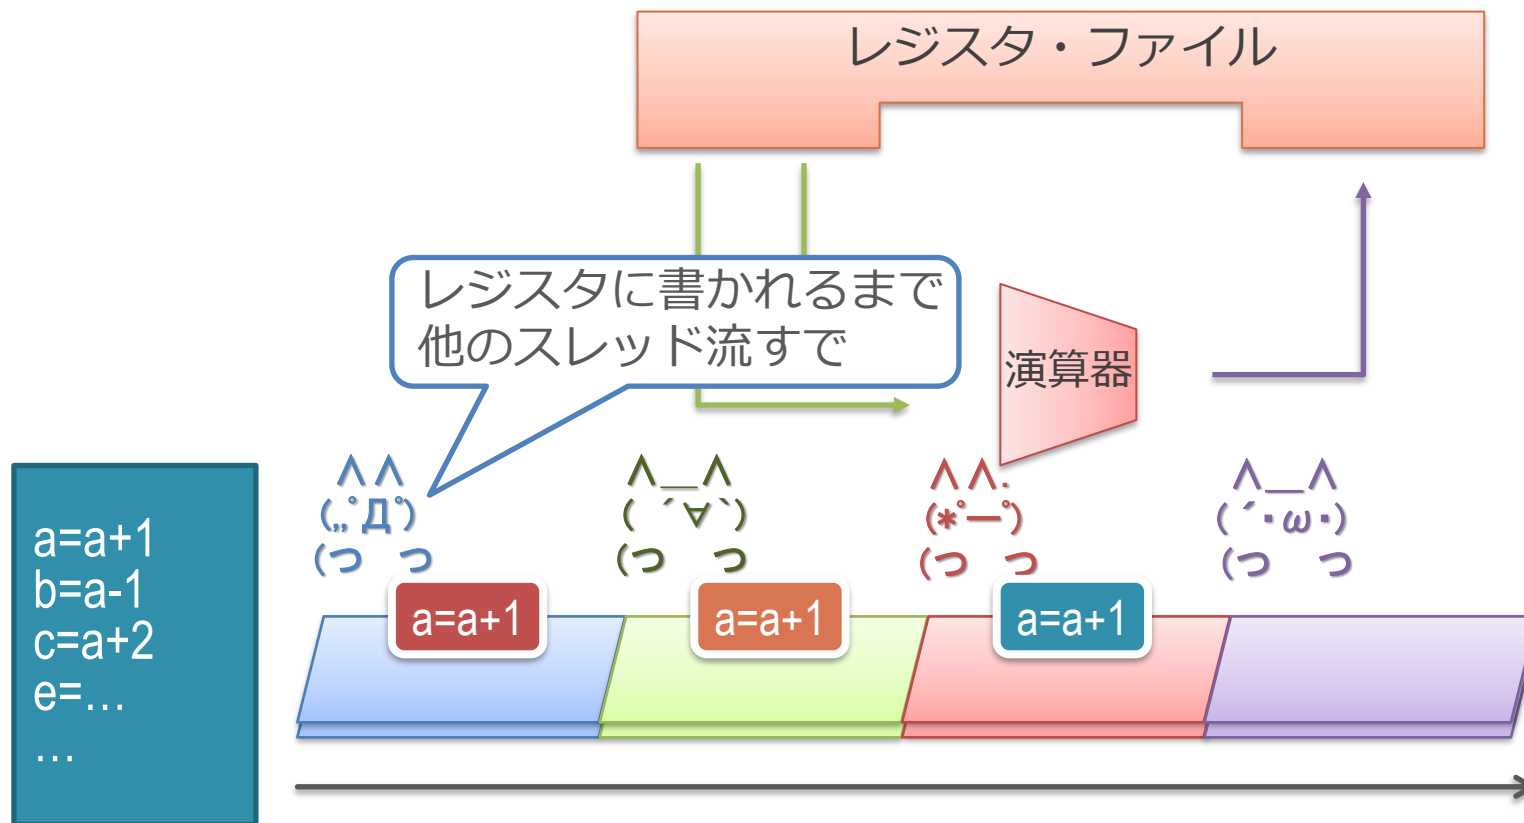 レジスタ・ファイル
レジスタに書かれるまで
他のスレッド流すで
演算器
∧ ∧
(,,ﾟДﾟ)
(つ　つ
∧＿∧
( ´∀`)
(つ　つ
∧ ∧.
(*ﾟーﾟ)
(つ　つ
∧＿∧
( ´・ω・)
(つ　つ
a=a+1
b=a-1
c=a+2
e=…
…
a=a+1
a=a+1
a=a+1